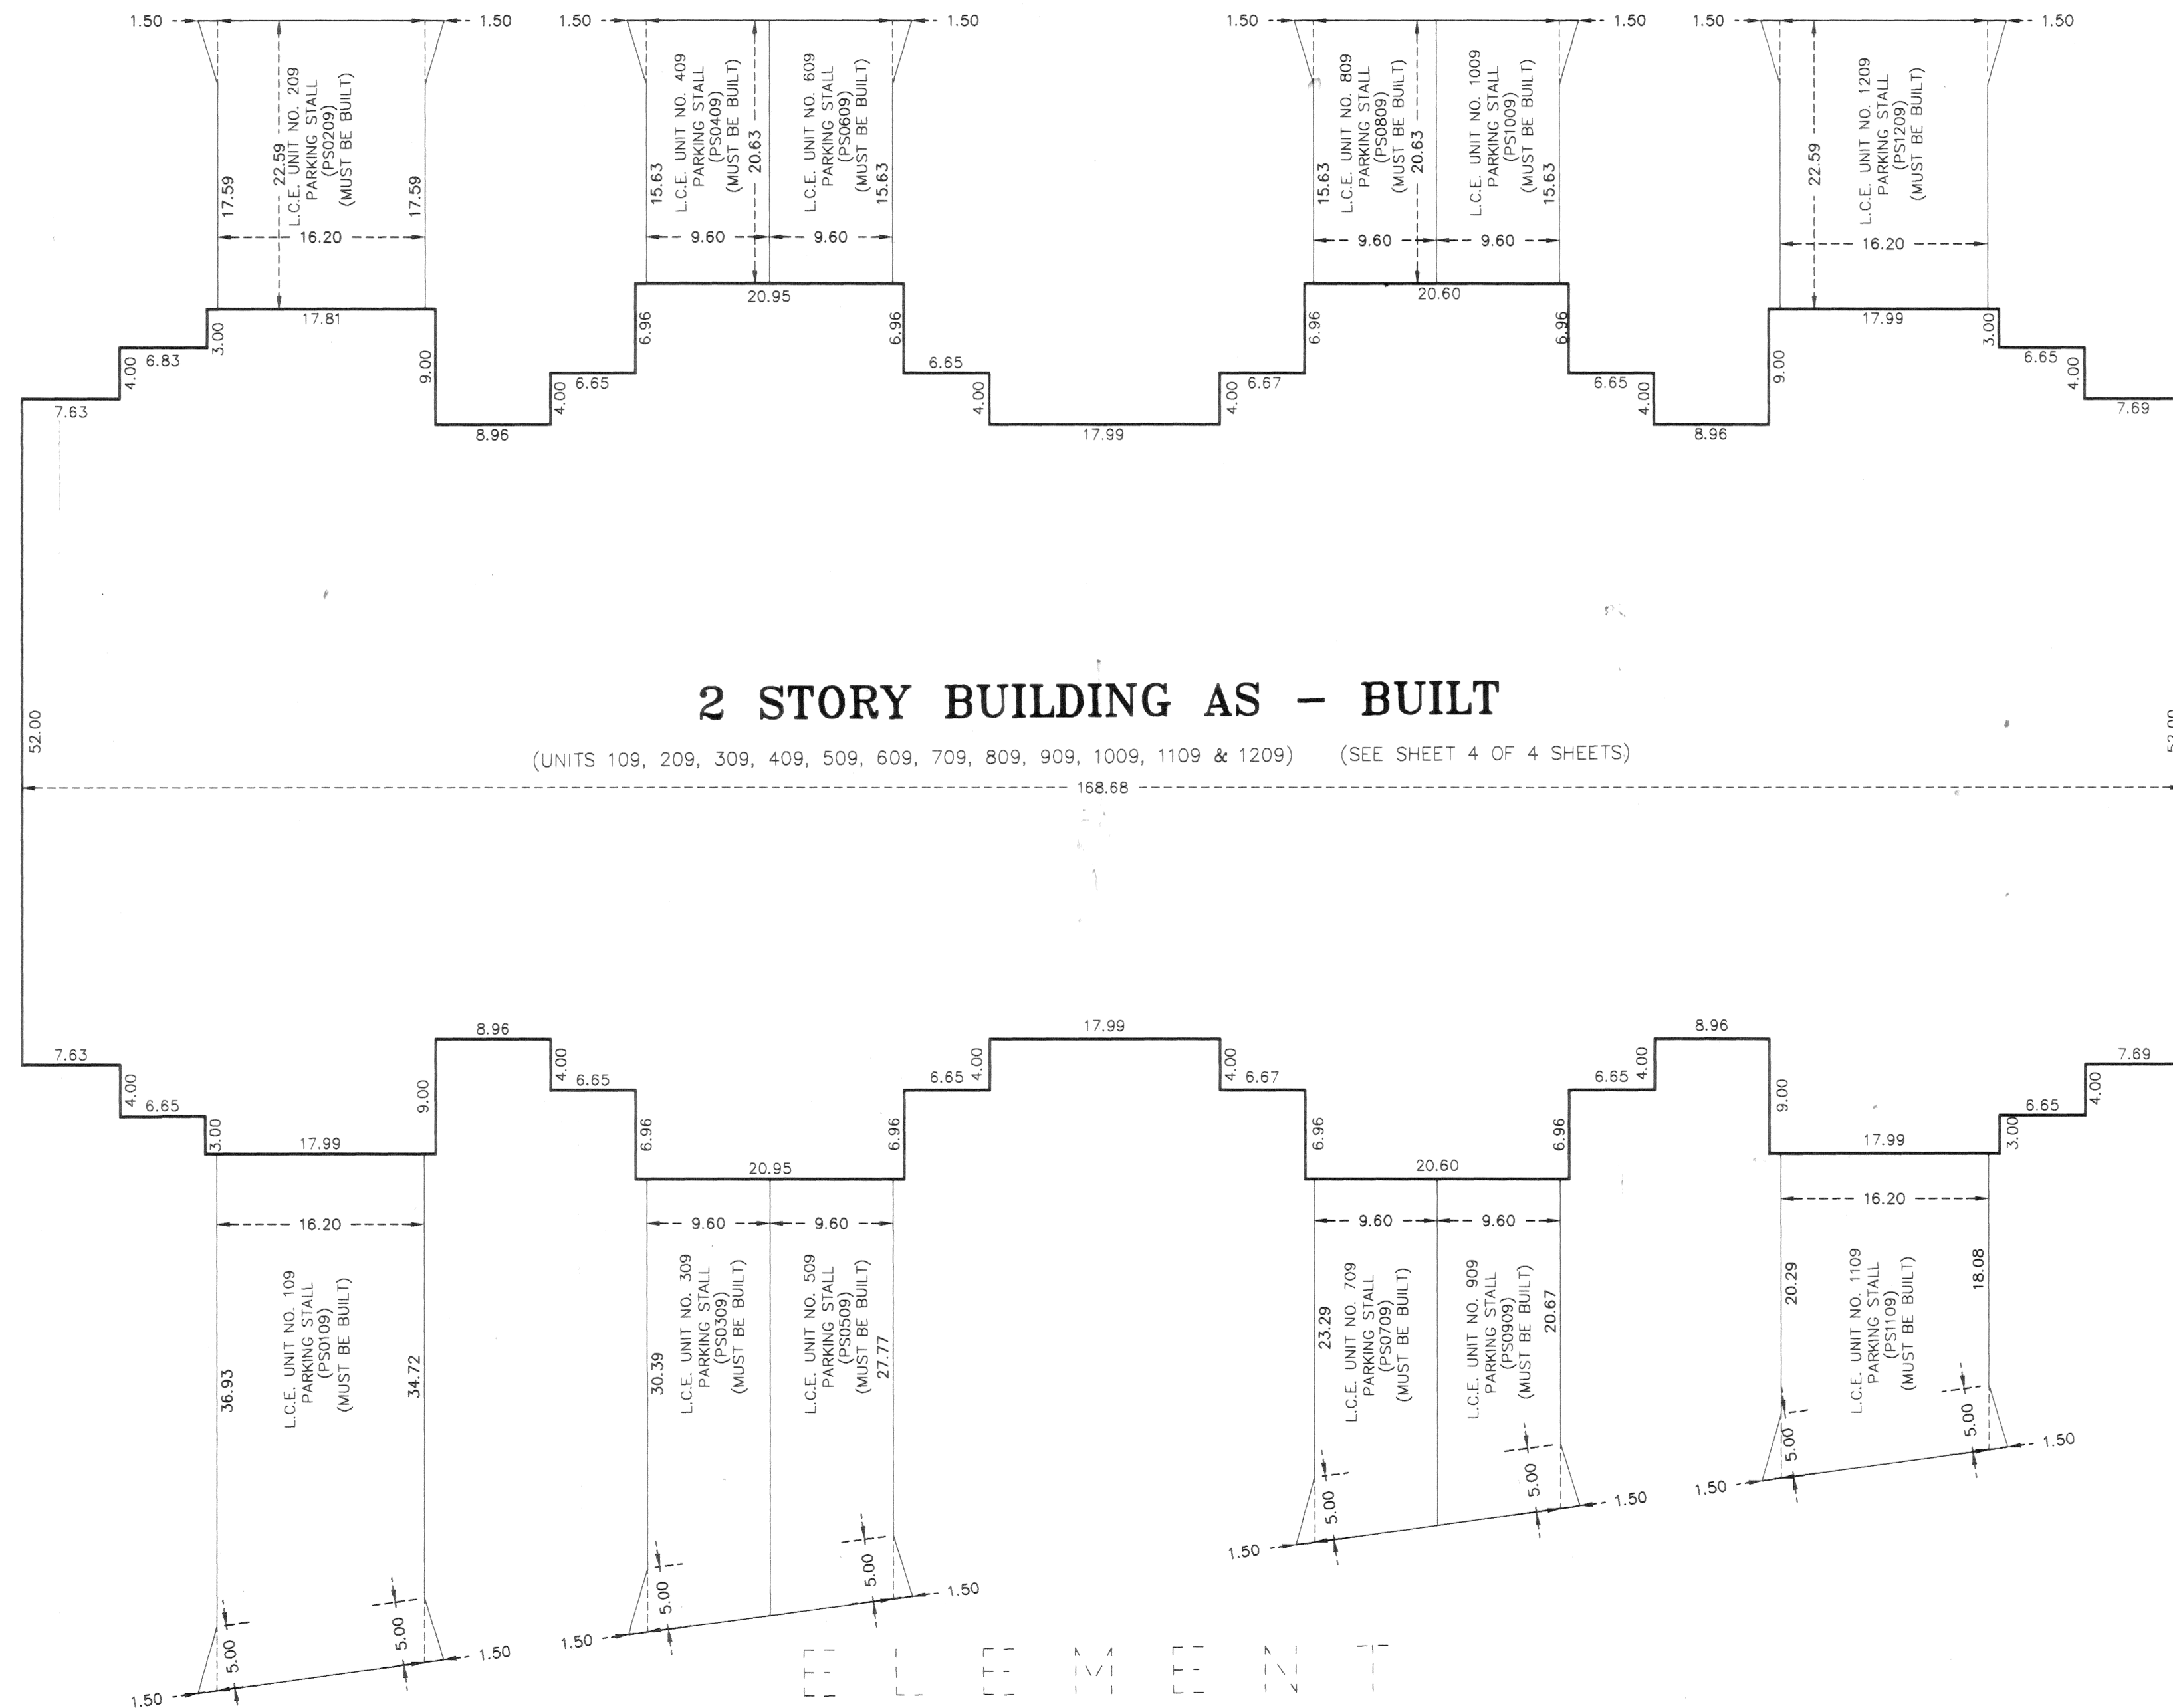 1.50 1.50 1.50 1.50 1.50 1.50 1.50 1.50
L.C.E. UNIT NO. 209
PARKING STALL
(PS0209)
(MUST BE BUILT)
17.59
22.59
17.59
16.20
L.C.E. UNIT NO. 409
PARKING STALL
(PS0409)
(MUST BE BUILT)
15.63
20.63
9.60
L.C.E. UNIT NO. 609
PARKING STALL
(PS0609)
(MUST BE BUILT)
15.63
9.60
L.C.E. UNIT NO. 809
PARKING STALL
(PS0809)
(MUST BE BUILT)
15.63
20.63
9.60
L.C.E. UNIT NO. 1009
PARKING STALL
(PS1009)
(MUST BE BUILT)
15.63
9.60
L.C.E. UNIT NO. 1209
PARKING STALL
(PS1209)
(MUST BE BUILT)
22.59
16.20
7.63
4.00
6.83
3.00
17.81
9.00
8.96
4.00
6.65
6.96
20.95
6.96
6.65
4.00
17.99
4.00
6.67
6.96
20.60
6.96
6.65
4.00
8.96
9.00
17.99
3.00
6.65
4.00
7.69
2 STORY BUILDING AS - BUILT
(UNITS 109, 209, 309, 409, 509, 609, 709, 809, 909, 1009, 1109 & 1209) (SEE SHEET 4 OF 4 SHEETS)
52.00
168.68
7.63
4.00
6.65
3.00
17.99
9.00
8.96
4.00
6.65
6.96
20.95
6.96
6.65
4.00
17.99
4.00
6.67
6.96
20.60
6.96
6.65
4.00
8.96
9.00
17.99
3.00
6.65
4.00
7.69
16.20
L.C.E. UNIT NO. 109
PARKING STALL
(PS0109)
(MUST BE BUILT)
36.93
34.72
5.00
5.00
1.50
1.50
9.60
9.60
L.C.E. UNIT NO. 309
PARKING STALL
(PS0309)
(MUST BE BUILT)
30.39
L.C.E. UNIT NO. 509
PARKING STALL
(PS0509)
(MUST BE BUILT)
27.77
5.00
5.00
1.50
1.50
9.60
9.60
L.C.E. UNIT NO. 709
PARKING STALL
(PS0709)
(MUST BE BUILT)
23.29
L.C.E. UNIT NO. 909
PARKING STALL
(PS0909)
(MUST BE BUILT)
20.67
5.00
5.00
1.50
1.50
16.20
L.C.E. UNIT NO. 1109
PARKING STALL
(PS1109)
(MUST BE BUILT)
20.29
18.08
5.00
5.00
1.50
1.50
ELEMENT